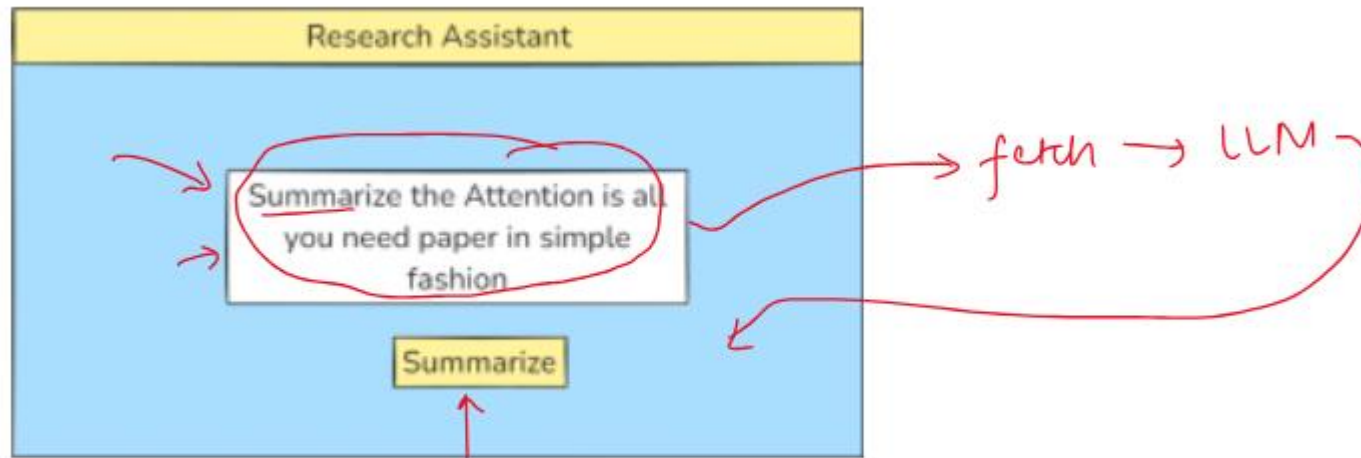 Research Assistant
Summarize the Attention is all
you need paper in simple
fashion
fetch → LLM
Summarize